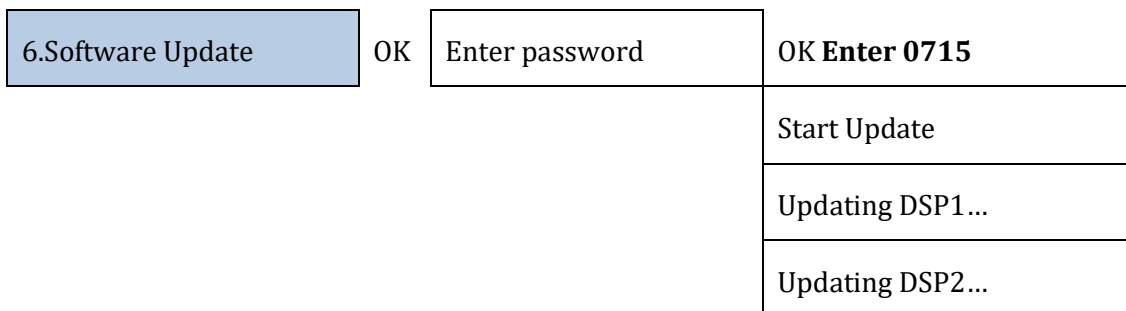 6.Software Update OK Enter password OK Enter 0715
Start Update
Updating DSP1…
Updating DSP2…